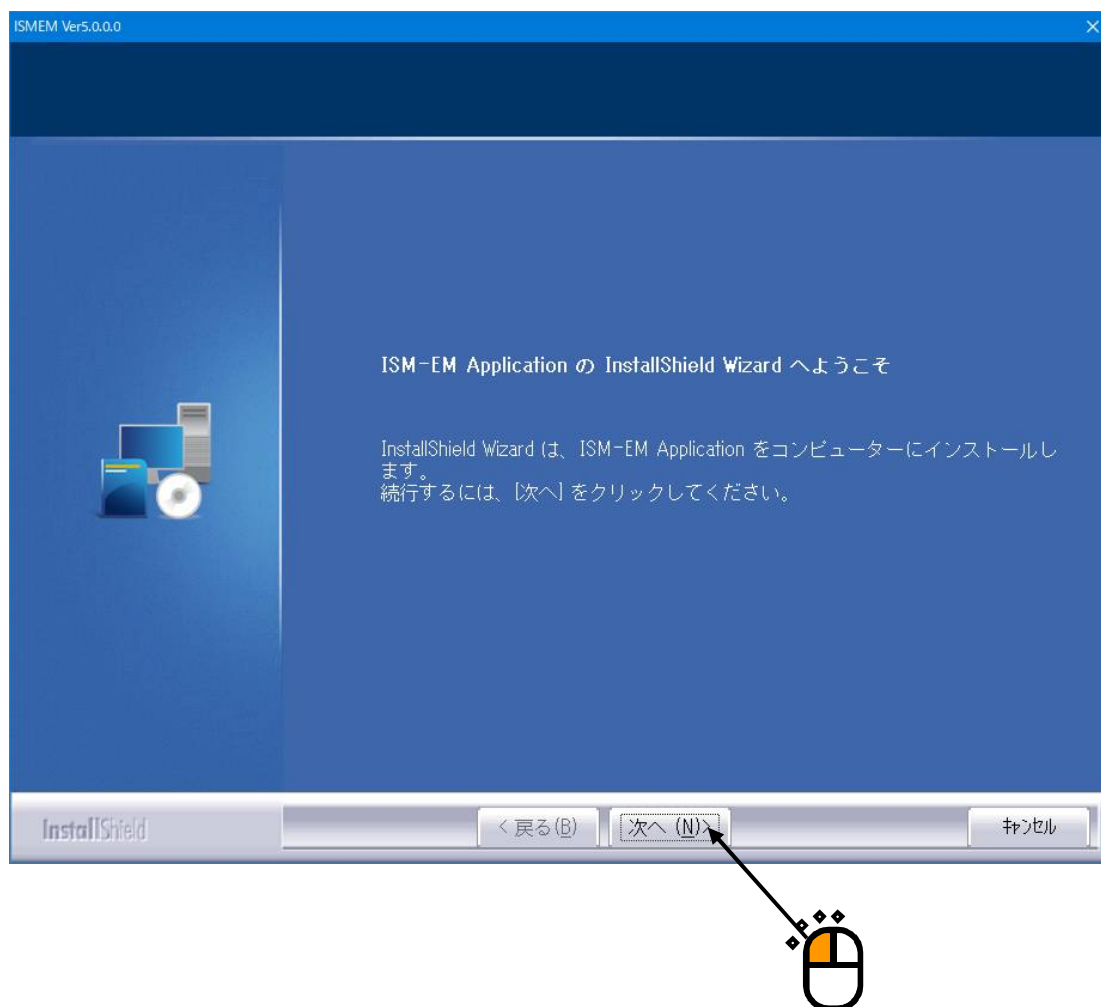 ISMEM Ver5.0.0.0
ISM-EM Application の InstallShield Wizard へようこそ
InstallShield Wizard は、ISM-EM Application をコンピューターにインストールし
ます。
続行するには、[次へ] をクリックしてください。
InstallShield
< 戻る(B)
次へ (N)>
キャンセル